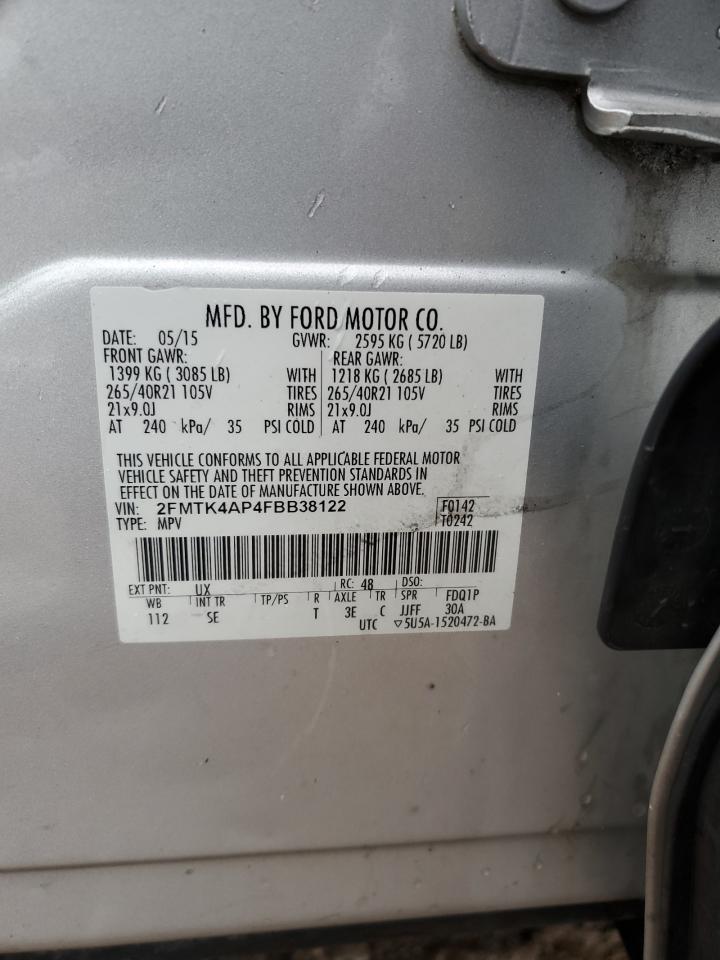 MFD. BY FORD MOTOR CO.
DATE: 05/15 GVWR: 2595 KG ( 5720 LB)
FRONT GAWR: REAR GAWR:
1399 KG ( 3085 LB) WITH 1218 KG ( 2685 LB) WITH
265/40R21 105V TIRES 265/40R21 105V TIRES
21x9.0J RIMS 21x9.0J RIMS
AT 240 kPa/ 35 PSI COLD AT 240 kPa/ 35 PSI COLD
THIS VEHICLE CONFORMS TO ALL APPLICABLE FEDERAL MOTOR
VEHICLE SAFETY AND THEFT PREVENTION STANDARDS IN
EFFECT ON THE DATE OF MANUFACTURE SHOWN ABOVE.
VIN: 2FMTK4AP4FBB38122 F0142
TYPE: MPV T0242
EXT PNT: UX RC: 48 DSO:
WB INT TR TP/PS R AXLE TR SPR FDQ1P
112 SE T 3E C JJFF 30A
UTC ▽5U5A-1520472-BA